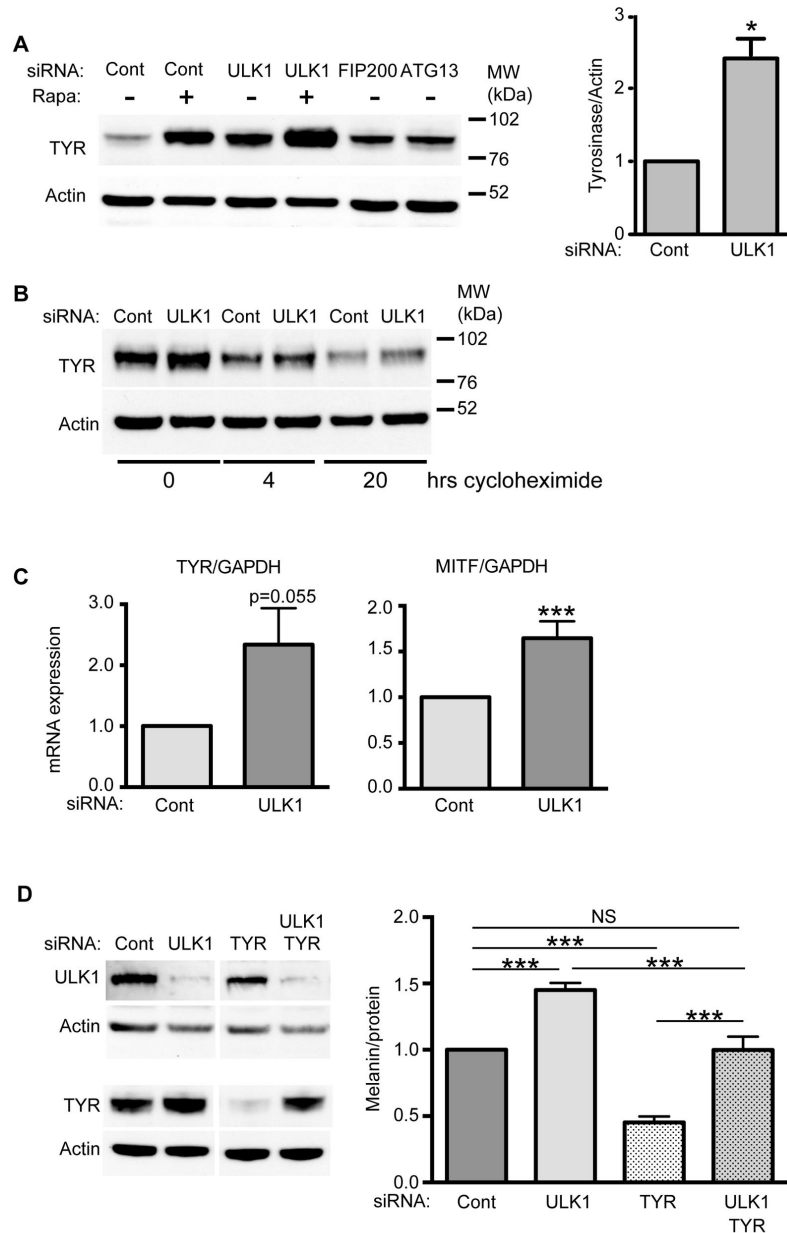 A
siRNA: Cont Cont ULK1 ULK1 FIP200 ATG13 MW
Rapa: - + - + - - (kDa)
TYR
102
76
Actin
52
3
2
1
0
Tyrosinase/Actin
*
siRNA: Cont ULK1
B
MW
siRNA: Cont ULK1 Cont ULK1 Cont ULK1 (kDa)
TYR
102
76
Actin
52
0 4 20 hrs cycloheximide
C
TYR/GAPDH
3.0
2.0
1.0
0.0
mRNA expression
p=0.055
siRNA: Cont ULK1
MITF/GAPDH
2.0
1.5
1.0
0.5
0.0
***
Cont ULK1
D
siRNA: Cont ULK1 TYR ULK1
TYR
ULK1
Actin
TYR
Actin
2.0
1.5
1.0
0.5
0.0
Melanin/protein
NS
***
*** ***
***
siRNA: Cont ULK1 TYR ULK1
TYR